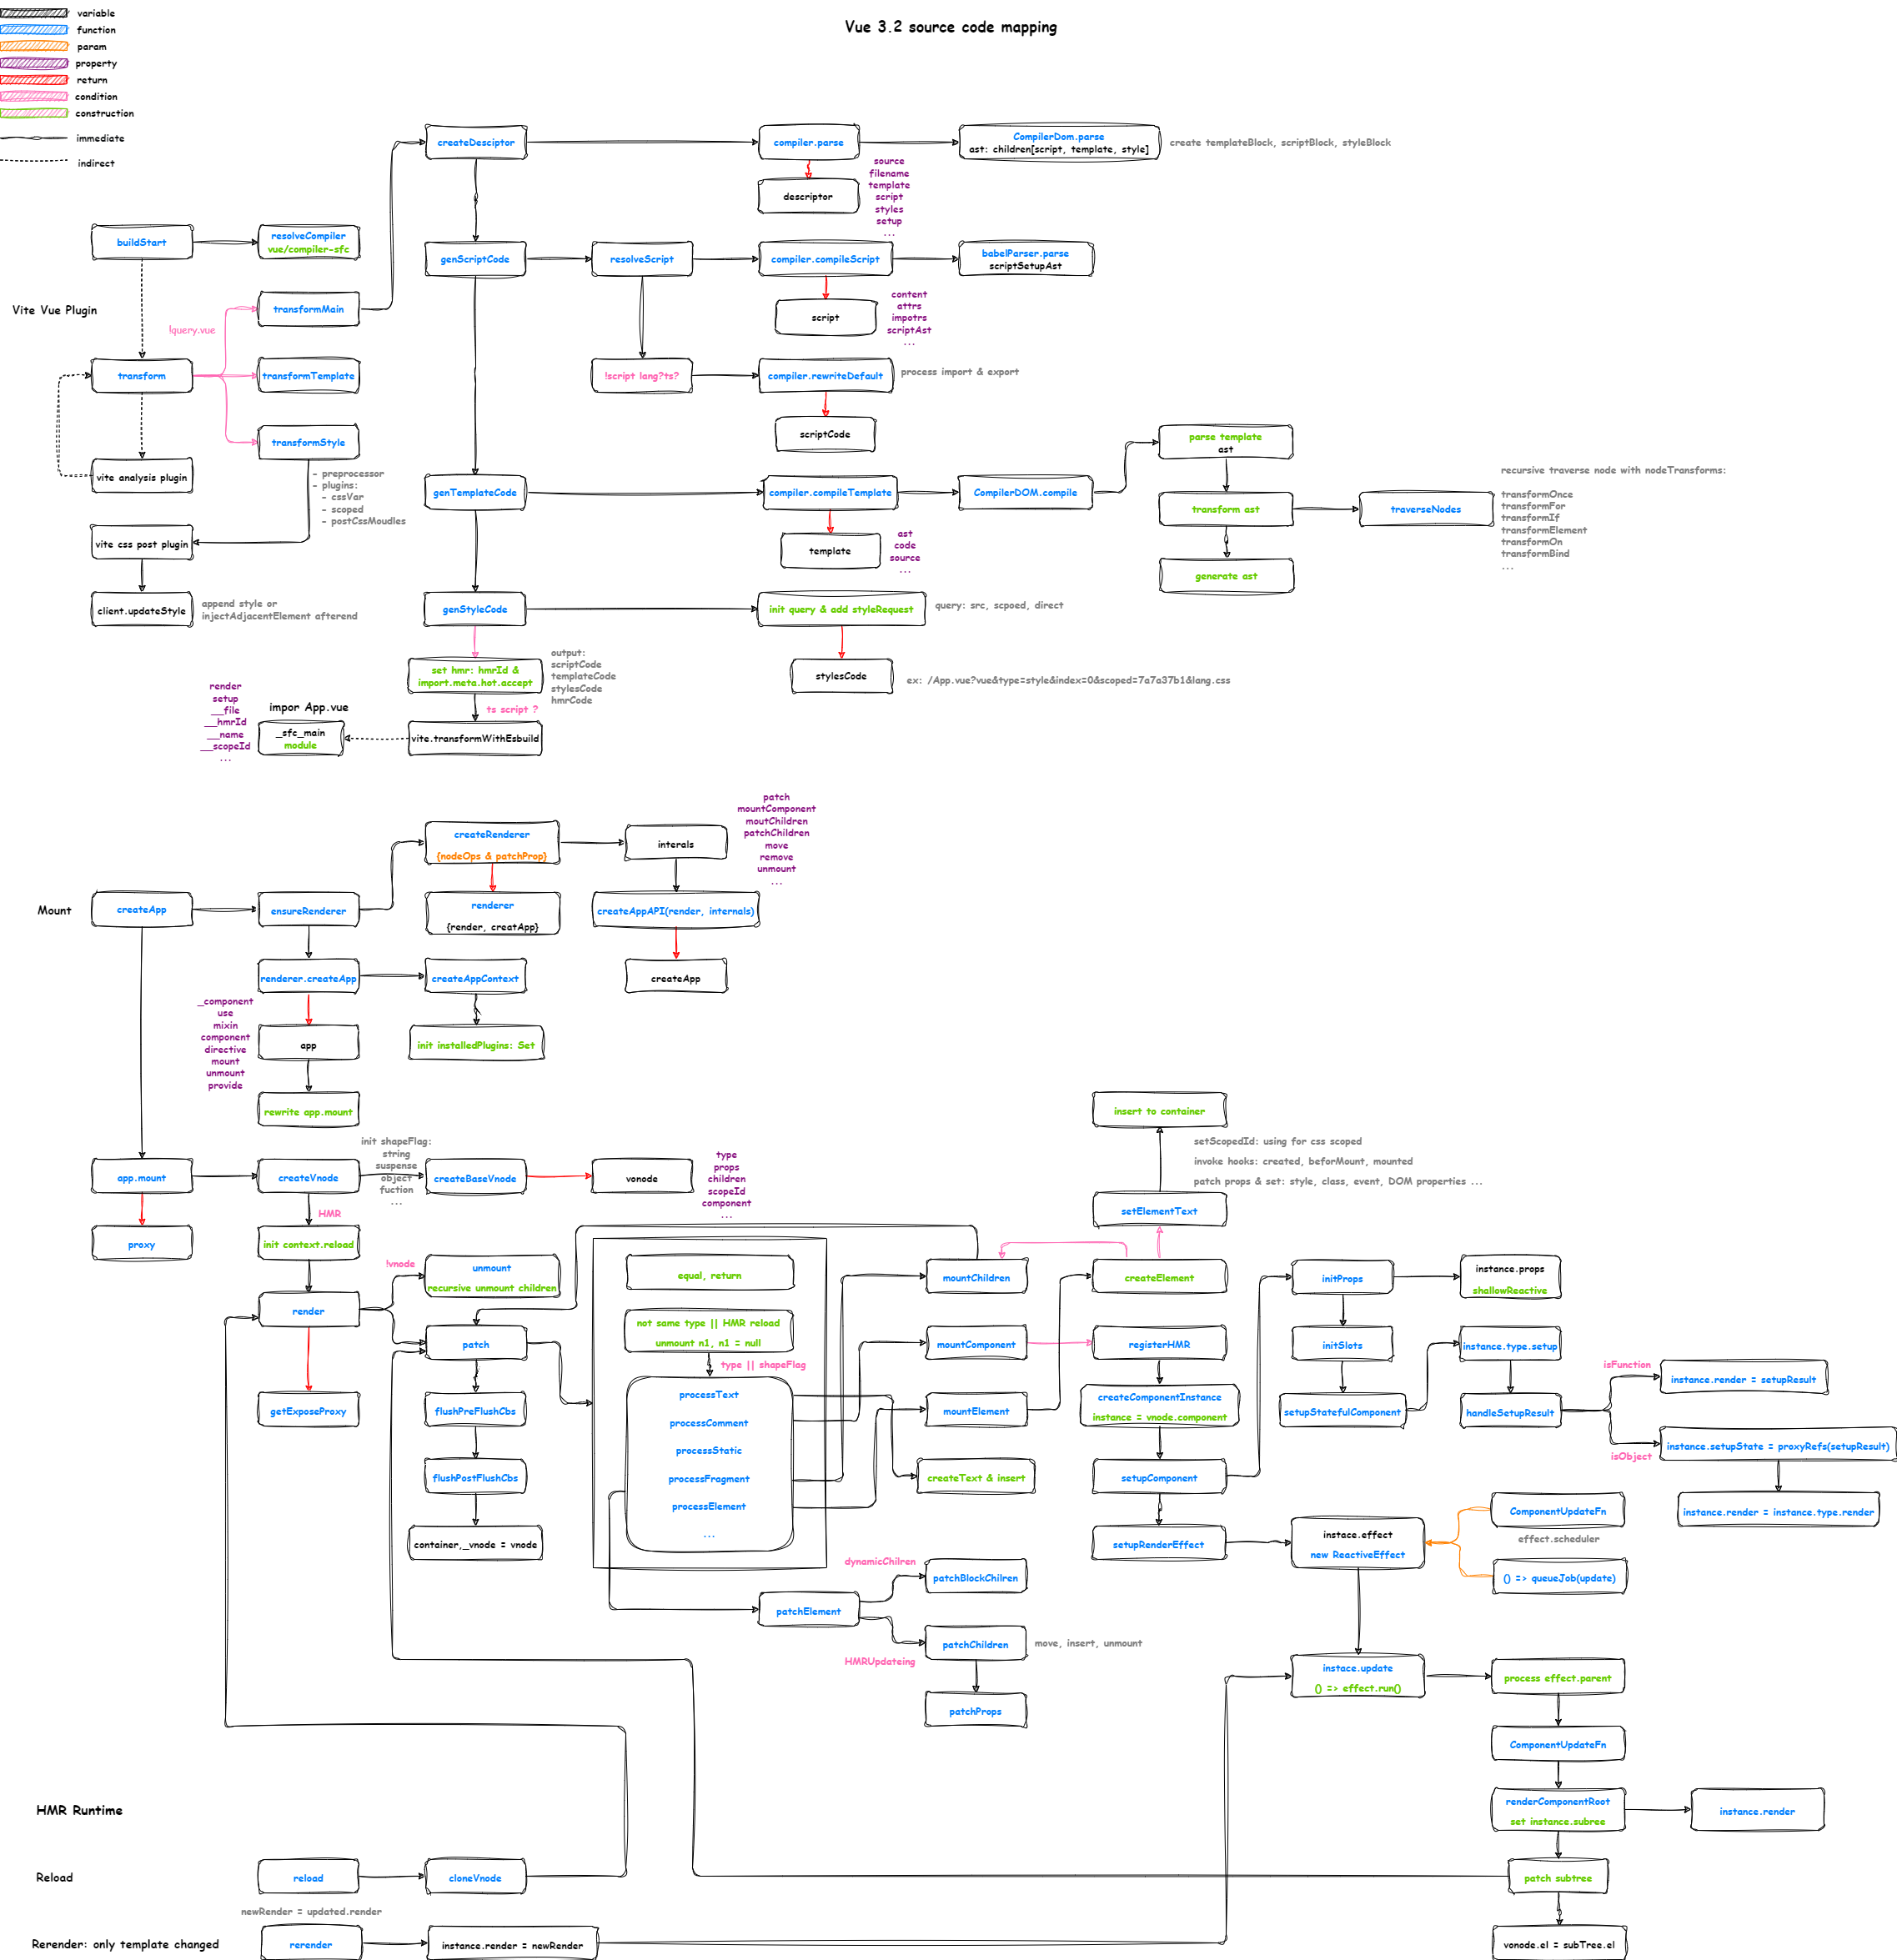 Vue 3.2 source code mapping
variable
function
param
property
return
condition
construction
immediate
indirect
Vite Vue Plugin
buildStart
resolveCompiler
vue/compiler-sfc
!query.vue
transformMain
transform
transformTemplate
transformStyle
vite analysis plugin
- preprocessor
- plugins:
- cssVar
- scoped
- postCssMoudles
vite css post plugin
client.updateStyle
append style or
injectAdjacentElement afterend
createDesciptor
compiler.parse
CompilerDom.parse
ast: children[script, template, style]
create templateBlock, scriptBlock, styleBlock
descriptor
source
filename
template
script
styles
setup
...
genScriptCode
resolveScript
compiler.compileScript
babelParser.parse
scriptSetupAst
script
content
attrs
impotrs
scriptAst
...
!script lang?ts?
compiler.rewriteDefault
process import & export
scriptCode
genTemplateCode
compiler.compileTemplate
CompilerDOM.compile
parse template
ast
transform ast
traverseNodes
generate ast
recursive traverse node with nodeTransforms:
transformOnce
transformFor
transformIf
transformElement
transformOn
transformBind
...
template
ast
code
source
...
genStyleCode
init query & add styleRequest
query: src, scpoed, direct
stylesCode
ex: /App.vue?vue&type=style&index=0&scoped=7a7a37b1&lang.css
set hmr: hmrId &
import.meta.hot.accept
output:
scriptCode
templateCode
stylesCode
hmrCode
ts script ?
vite.transformWithEsbuild
impor App.vue
_sfc_main
module
render
setup
__file
__hmrId
__name
__scopeId
...
Mount
createApp
ensureRenderer
createRenderer
{nodeOps & patchProp}
interals
patch
mountComponent
moutChildren
patchChildren
move
remove
unmount
...
renderer
{render, creatApp}
createAppAPI(render, internals)
createApp
renderer.createApp
createAppContext
init installedPlugins: Set
_component
use
mixin
component
directive
mount
unmount
provide
app
rewrite app.mount
app.mount
proxy
createVnode
init shapeFlag:
string
suspense
object
fuction
...
createBaseVnode
vonode
type
props
children
scopeId
component
...
HMR
init context.reload
render
!vnode
unmount
recursive unmount children
getExposeProxy
patch
flushPreFlushCbs
flushPostFlushCbs
container,_vnode = vnode
equal, return
not same type || HMR reload
unmount n1, n1 = null
type || shapeFlag
processText
processComment
processStatic
processFragment
processElement
...
mountChildren
mountComponent
mountElement
createText & insert
insert to container
setScopedId: using for css scoped
invoke hooks: created, beforMount, mounted
patch props & set: style, class, event, DOM properties ...
setElementText
createElement
registerHMR
createComponentInstance
instance = vnode.component
setupComponent
setupRenderEffect
initProps
instance.props
shallowReactive
initSlots
setupStatefulComponent
instance.type.setup
handleSetupResult
isFunction
instance.render = setupResult
isObject
instance.setupState = proxyRefs(setupResult)
instance.render = instance.type.render
instace.effect
new ReactiveEffect
ComponentUpdateFn
effect.scheduler
() => queueJob(update)
patchElement
dynamicChilren
patchBlockChilren
patchChildren
move, insert, unmount
HMRUpdateing
patchProps
instace.update
() => effect.run()
process effect.parent
ComponentUpdateFn
renderComponentRoot
set instance.subree
instance.render
patch subtree
vonode.el = subTree.el
HMR Runtime
Reload
reload
cloneVnode
newRender = updated.render
Rerender: only template changed
rerender
instance.render = newRender